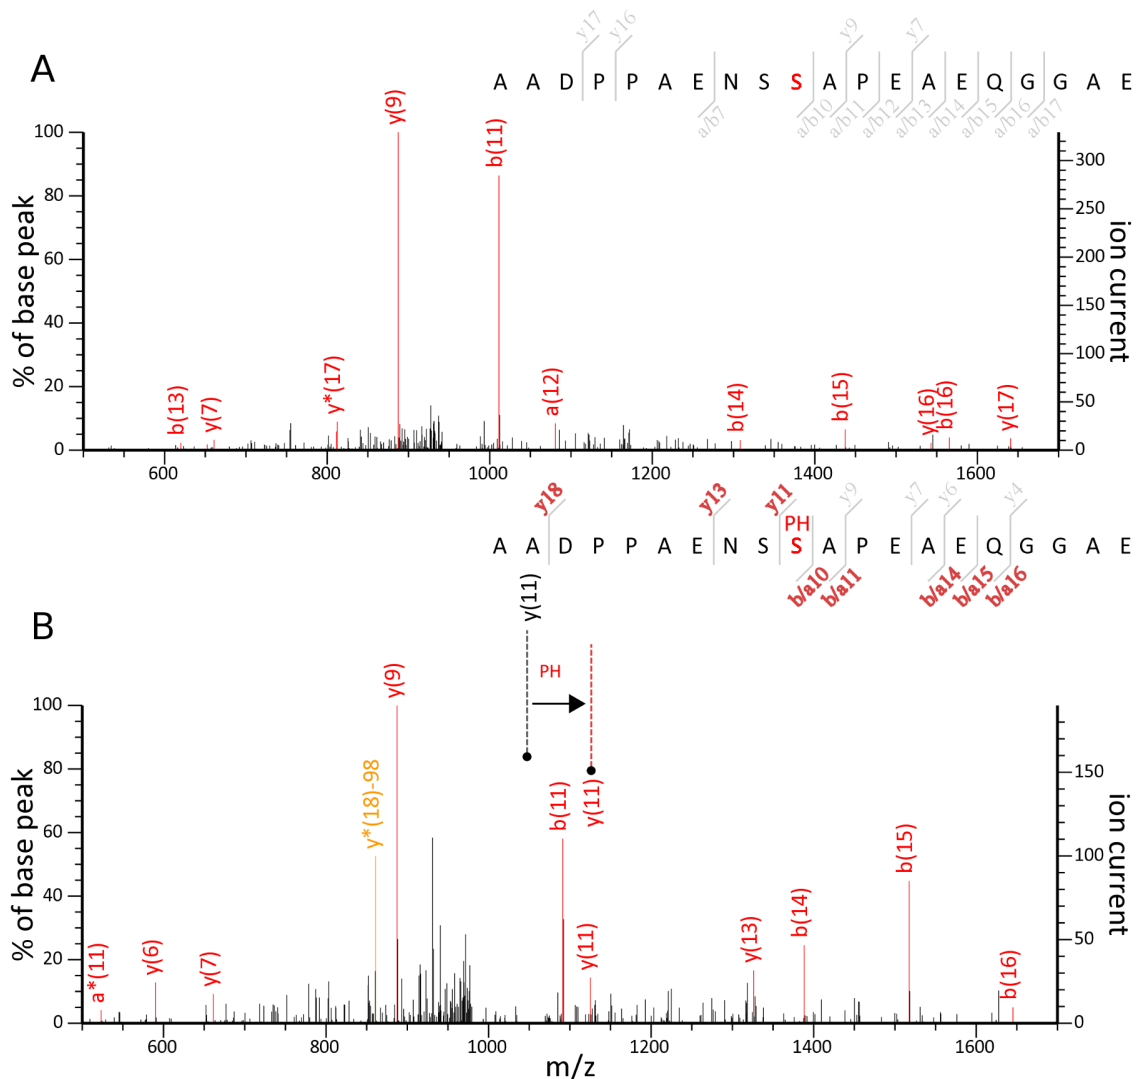 A
y17 y16 y9 y7
A A D P P A E N S S A P E A E Q G G A E
a/b7 a/b10 a/b11 a/b12 a/b13 a/b14 a/b15 a/b16 a/b17
% of base peak
100
80
60
40
20
0
b(13) y(7) y*(17) y(9) b(11) a(12) b(14) b(15) y(16) b(16) y(17)
300
250
200
150
100
50
0
ion current
600 800 1000 1200 1400 1600
y18 y13 y11 y9 y7 y6 y4
PH
A A D P P A E N S S A P E A E Q G G A E
b/a10 b/a11 b/a14 b/a15 b/a16
B
y(11)
PH
% of base peak
100
80
60
40
20
0
a*(11) y(6) y(7) y*(18)-98 y(9) b(11) y(11) y(11) y(13) b(14) b(15) b(16)
150
100
50
0
ion current
600 800 1000 1200 1400 1600
m/z